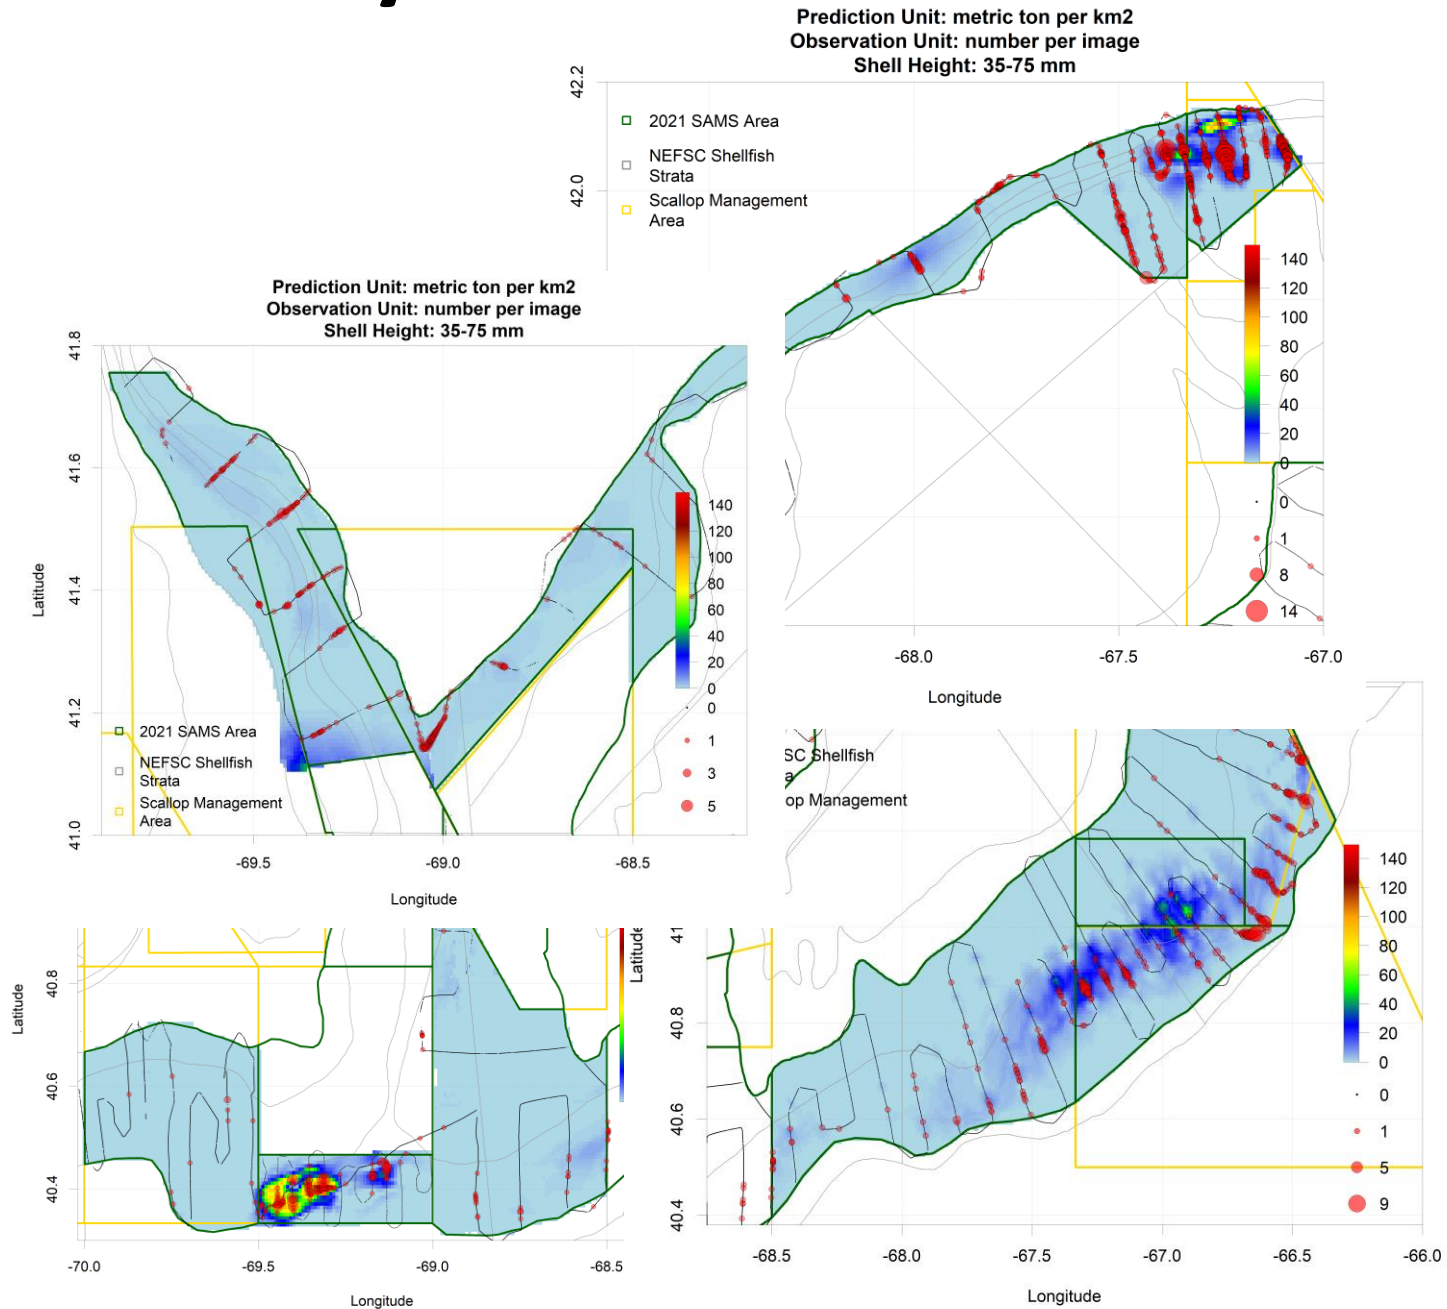 Prediction Unit: metric ton per km2
Observation Unit: number per image
Shell Height: 35-75 mm
42.2
42.0
2021 SAMS Area
NEFSC Shellfish
Strata
Scallop Management
Area
140
120
100
80
60
40
20
0
0
1
8
14
-68.0
-67.5
-67.0
Longitude
Prediction Unit: metric ton per km2
Observation Unit: number per image
Shell Height: 35-75 mm
41.8
41.6
41.4
41.2
41.0
Latitude
140
120
100
80
60
40
20
0
0
1
3
5
2021 SAMS Area
NEFSC Shellfish
Strata
Scallop Management
Area
-69.5
-69.0
-68.5
Longitude
40.8
40.6
40.4
Latitude
-70.0
-69.5
-69.0
-68.5
Longitude
Latitude
SC Shellfish
a
op Management
41
40.8
40.6
40.4
140
120
100
80
60
40
20
0
0
1
5
9
-68.5
-68.0
-67.5
-67.0
-66.5
-66.0
Longitude